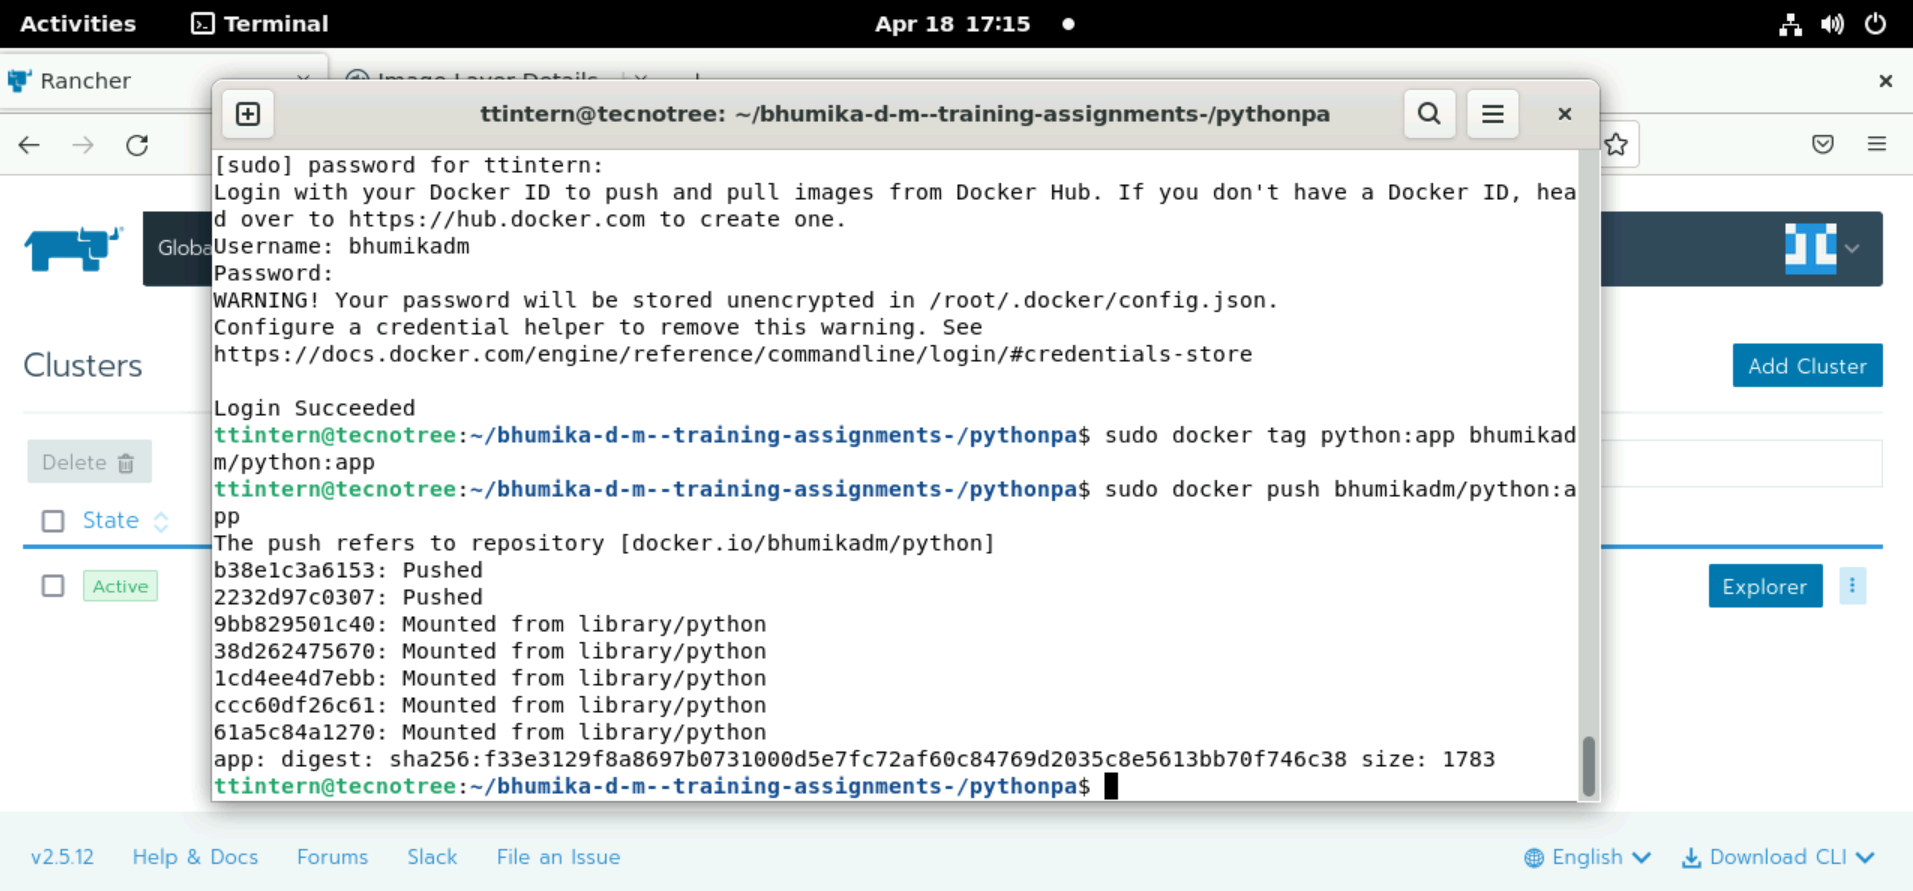 Activities Terminal Apr 18 17:15
Rancher Image Layer Details
ttintern@tecnotree: ~/bhumika-d-m--training-assignments-/pythonpa
[sudo] password for ttintern:
Login with your Docker ID to push and pull images from Docker Hub. If you don't have a Docker ID, hea
d over to https://hub.docker.com to create one.
Globa
Username: bhumikadm
Password:
WARNING! Your password will be stored unencrypted in /root/.docker/config.json.
Configure a credential helper to remove this warning. See
https://docs.docker.com/engine/reference/commandline/login/#credentials-store
Clusters
Add Cluster
Login Succeeded
ttintern@tecnotree:~/bhumika-d-m--training-assignments-/pythonpa$ sudo docker tag python:app bhumikad
m/python:app
Delete
ttintern@tecnotree:~/bhumika-d-m--training-assignments-/pythonpa$ sudo docker push bhumikadm/python:a
pp
State
The push refers to repository [docker.io/bhumikadm/python]
b38e1c3a6153: Pushed
Active
Explorer
2232d97c0307: Pushed
9bb829501c40: Mounted from library/python
38d262475670: Mounted from library/python
1cd4ee4d7ebb: Mounted from library/python
ccc60df26c61: Mounted from library/python
61a5c84a1270: Mounted from library/python
app: digest: sha256:f33e3129f8a8697b0731000d5e7fc72af60c84769d2035c8e5613bb70f746c38 size: 1783
ttintern@tecnotree:~/bhumika-d-m--training-assignments-/pythonpa$
v2.5.12 Help & Docs Forums Slack File an Issue English Download CLI